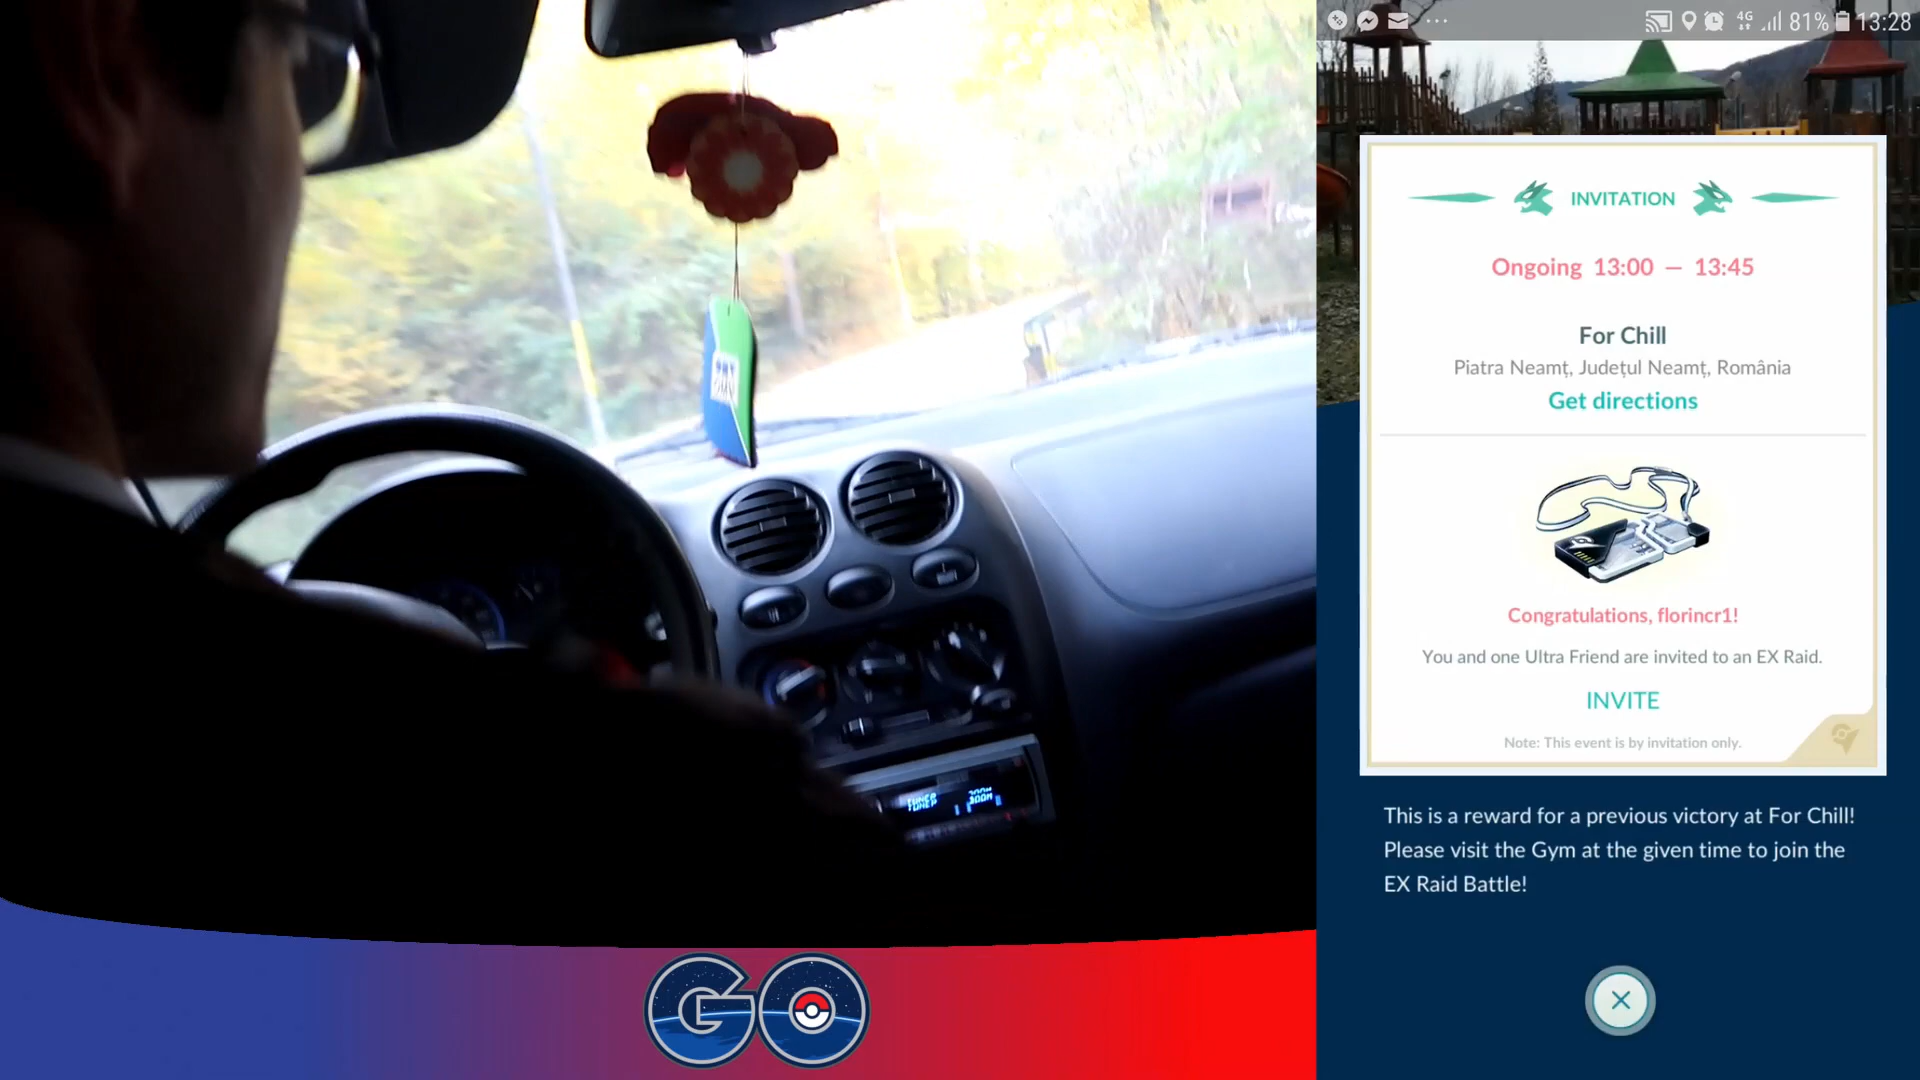 4G 81% 13:28
INVITATION
Ongoing 13:00 — 13:45
For Chill
Piatra Neamț, Județul Neamț, România
Get directions
Congratulations, florincr1!
You and one Ultra Friend are invited to an EX Raid.
INVITE
Note: This event is by invitation only.
This is a reward for a previous victory at For Chill!
Please visit the Gym at the given time to join the
EX Raid Battle!
TUNER
GO